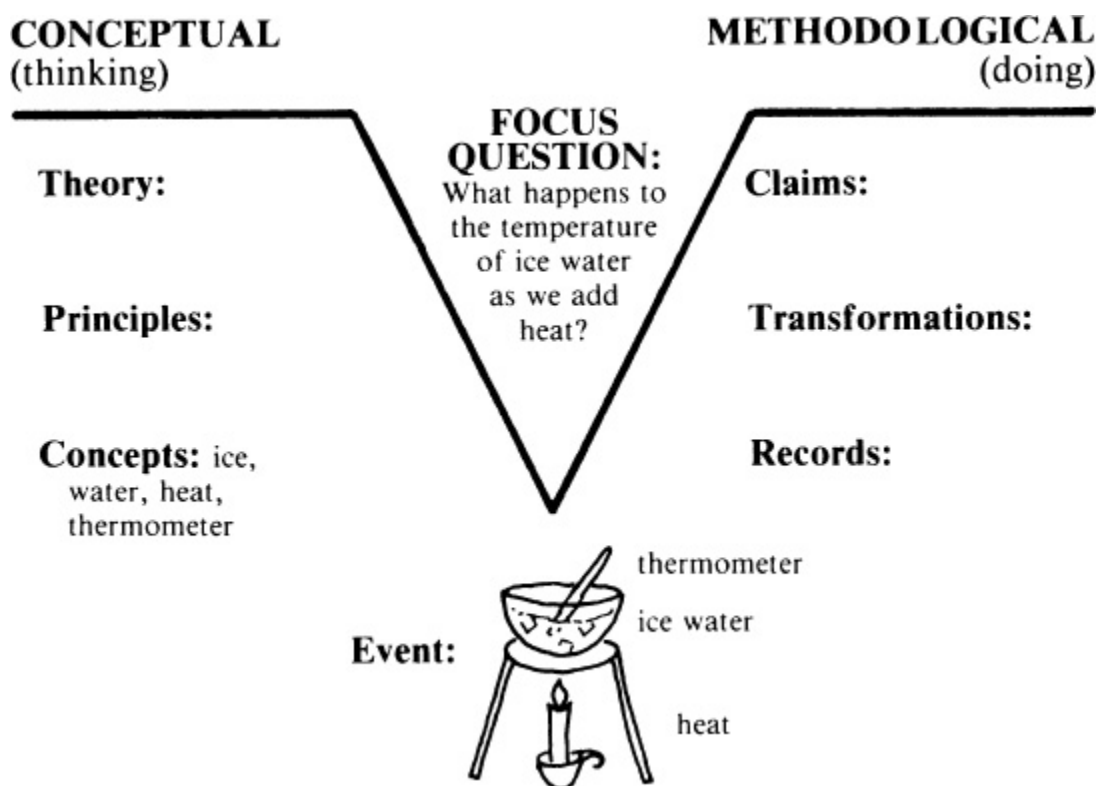 CONCEPTUAL
(thinking)
METHODOLOGICAL
(doing)
FOCUS
QUESTION:
What happens to
the temperature
of ice water
as we add
heat?
Theory:
Principles:
Concepts: ice,
water, heat,
thermometer
Claims:
Transformations:
Records:
Event:
thermometer
ice water
heat